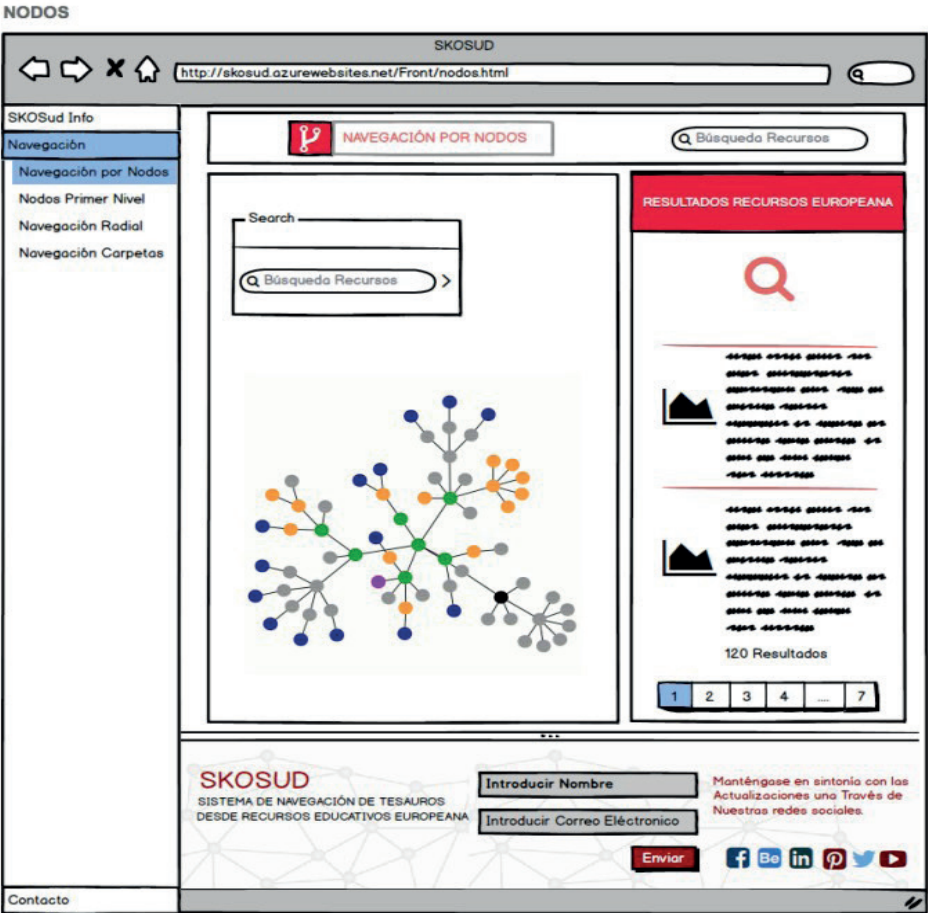 NODOS
SKOSUD
http://skosud.azurewebsites.net/Front/nodos.html
SKOSud Info
Navegación
Navegación por Nodos
Nodos Primer Nivel
Navegación Radial
Navegación Carpetas
NAVEGACIÓN POR NODOS
Búsqueda Recursos
Search
Búsqueda Recursos
RESULTADOS RECURSOS EUROPEANA
120 Resultados
1 2 3 4 .... 7
SKOSUD
SISTEMA DE NAVEGACIÓN DE TESAUROS
DESDE RECURSOS EDUCATIVOS EUROPEANA
Introducir Nombre
Introducir Correo Eléctronico
Enviar
Manténgase en sintonía con las
Actualizaciones una Través de
Nuestras redes sociales.
Contacto